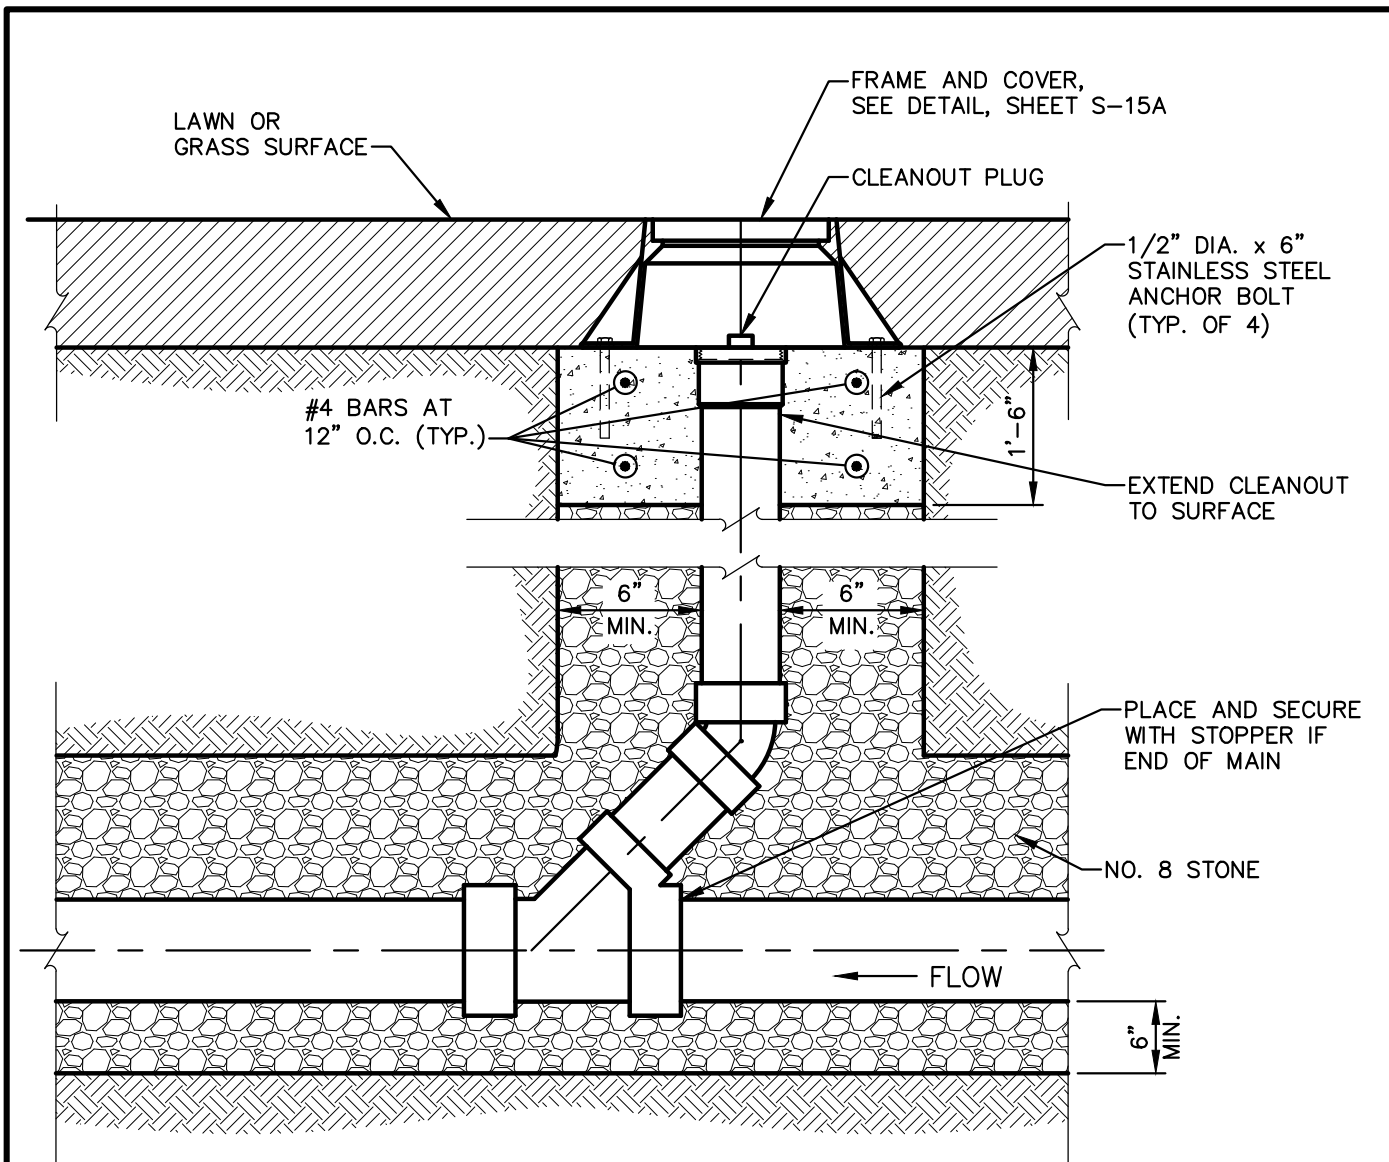 FRAME AND COVER,
SEE DETAIL, SHEET S-15A
LAWN OR
GRASS SURFACE
CLEANOUT PLUG
1/2" DIA. x 6"
STAINLESS STEEL
ANCHOR BOLT
(TYP. OF 4)
#4 BARS AT
12" O.C. (TYP.)
1'-6"
EXTEND CLEANOUT
TO SURFACE
6"
MIN.
6"
MIN.
PLACE AND SECURE
WITH STOPPER IF
END OF MAIN
NO. 8 STONE
FLOW
6"
MIN.